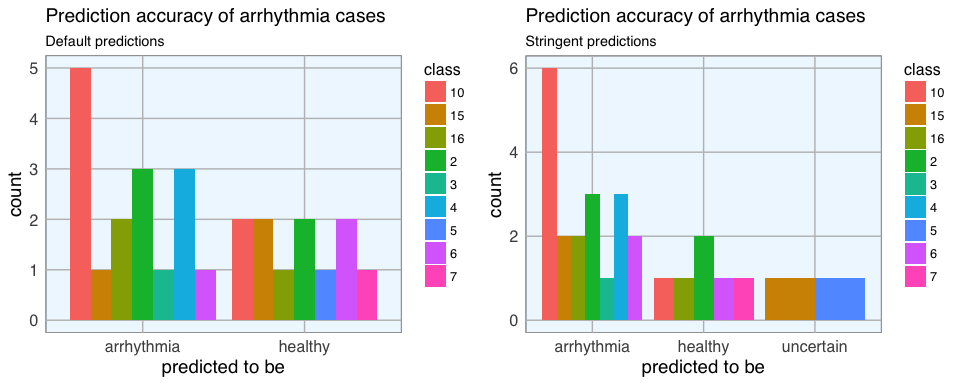 Prediction accuracy of arrhythmia cases
Default predictions
5
4
3
2
1
0
count
arrhythmia
healthy
predicted to be
class
10
15
16
2
3
4
5
6
7
Prediction accuracy of arrhythmia cases
Stringent predictions
6
4
2
0
count
arrhythmia
healthy
uncertain
predicted to be
class
10
15
16
2
3
4
5
6
7